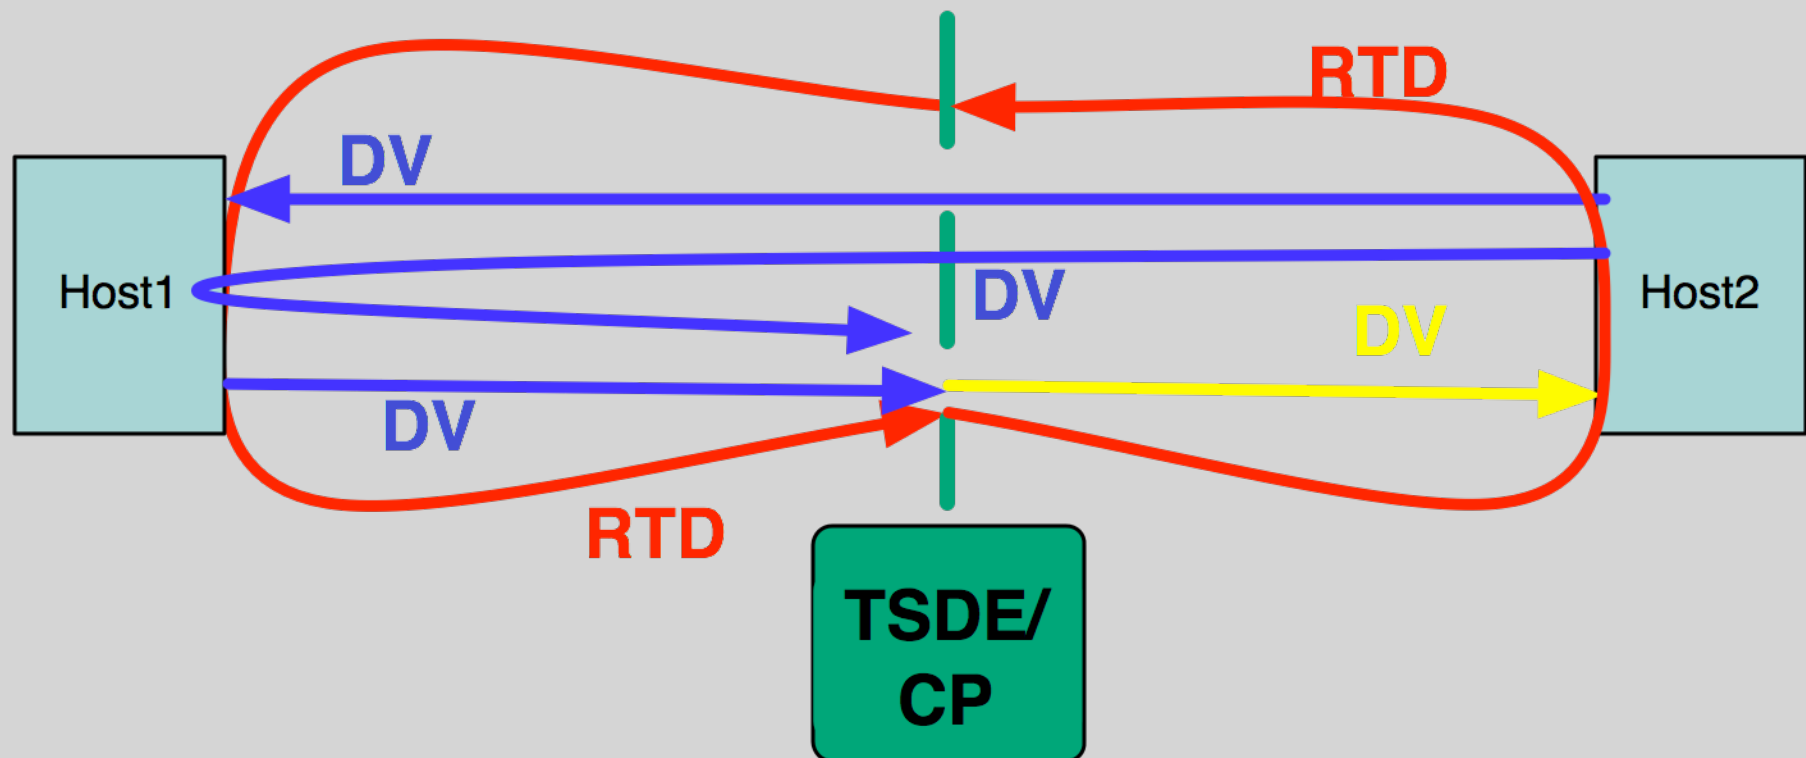 RTD
DV
Host1
DV
Host2
DV
DV
RTD
TSDE/
CP